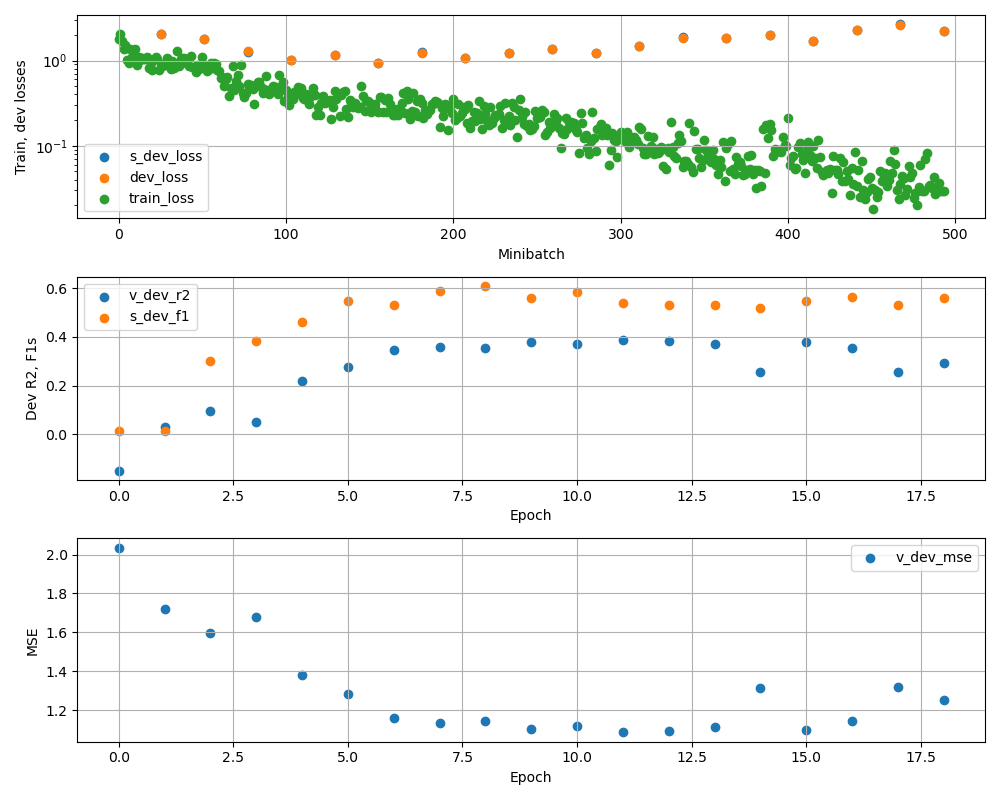 Train, dev losses
10⁰
10⁻¹
s_dev_loss
dev_loss
train_loss
0 100 200 300 400 500
Minibatch
Dev R2, F1s
0.6
0.4
0.2
0.0
v_dev_r2
s_dev_f1
0.0 2.5 5.0 7.5 10.0 12.5 15.0 17.5
Epoch
MSE
2.0
1.8
1.6
1.4
1.2
v_dev_mse
0.0 2.5 5.0 7.5 10.0 12.5 15.0 17.5
Epoch